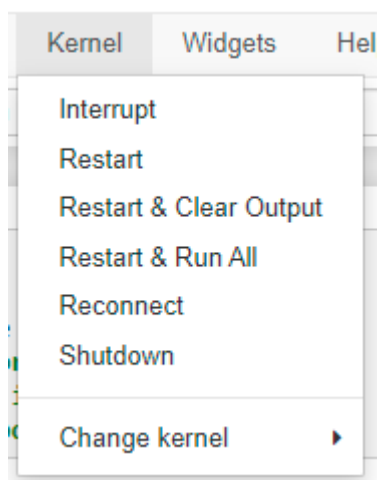 Kernel Widgets Hel
Interrupt
Restart
Restart & Clear Output
Restart & Run All
Reconnect
Shutdown
Change kernel